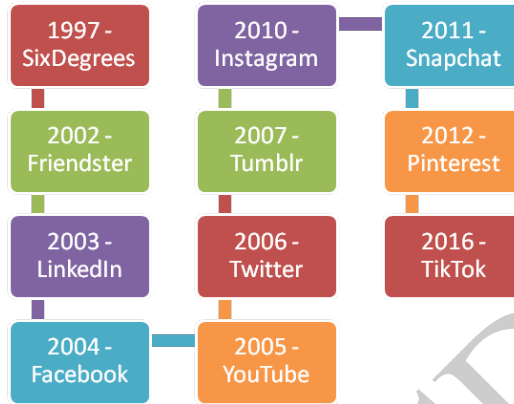 1997 -
SixDegrees
2002 -
Friendster
2003 -
LinkedIn
2004 -
Facebook
2005 -
YouTube
2006 -
Twitter
2007 -
Tumblr
2010 -
Instagram
2011 -
Snapchat
2012 -
Pinterest
2016 -
TikTok